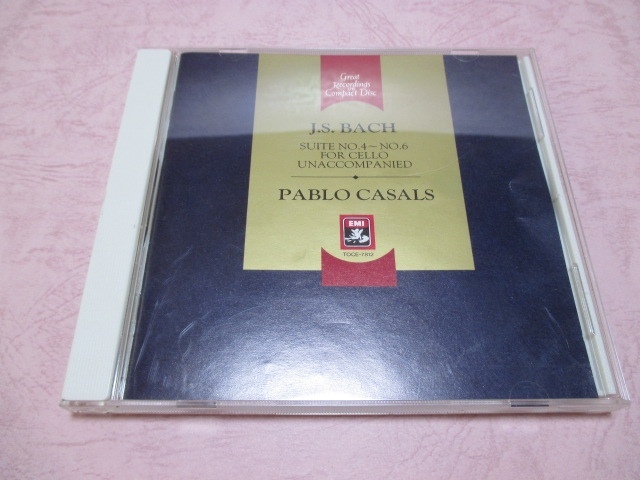 Great
Recordings
Compact Disc
J.S. BACH
SUITE NO.4~NO.6
FOR CELLO
UNACCOMPANIED
PABLO CASALS
EMI